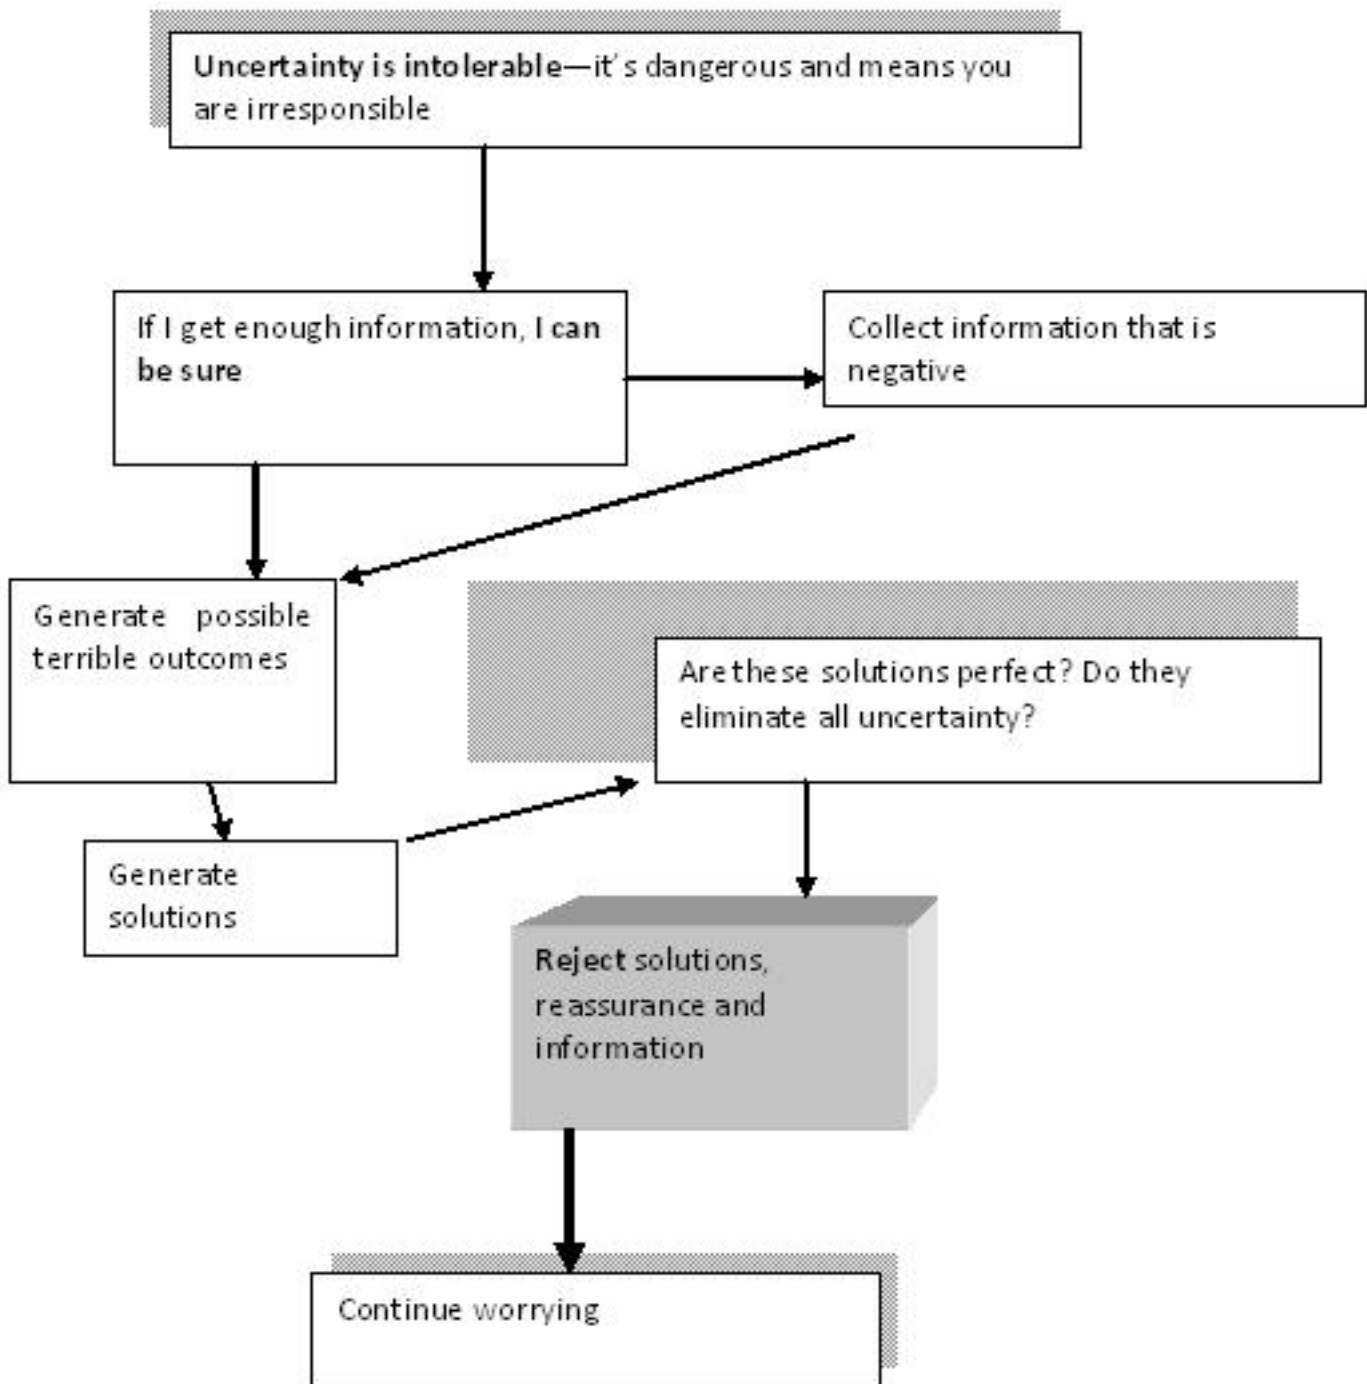 Uncertainty is intolerable—it's dangerous and means you
are irresponsible
If I get enough information, I can
be sure
Collect information that is
negative
Generate possible
terrible outcomes
Are these solutions perfect? Do they
eliminate all uncertainty?
Generate
solutions
Reject solutions,
reassurance and
information
Continue worrying